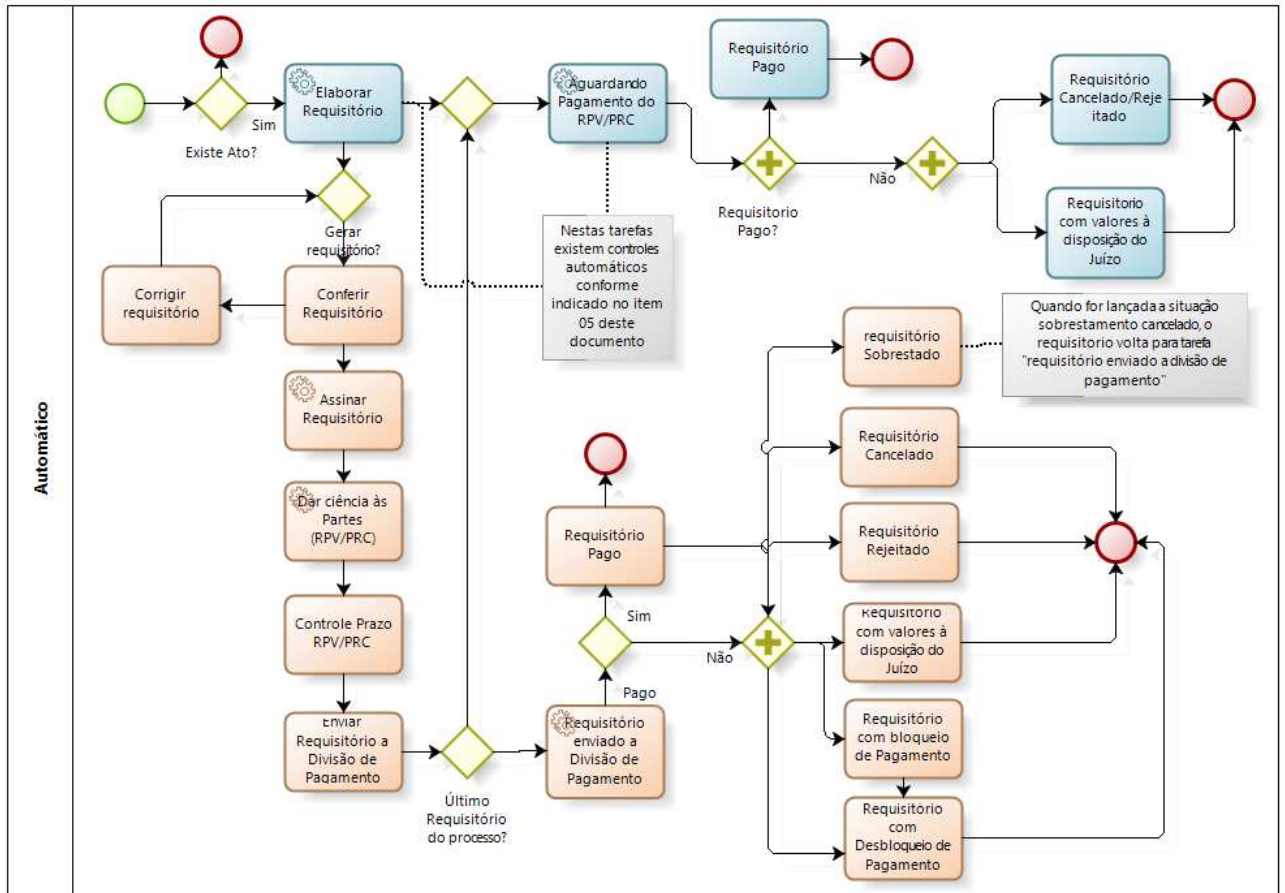 Automático
Existe Ato?
Sim
Elaborar
Requisitório
Aguardando
Pagamento do
RPV/PRC
Requisitório
Pago
Requisitorio
Pago?
Não
Requisitório
Cancelado/Reje
itado
Requisitorio
com valores à
disposição do
Juízo
Gerar
requisitório?
Nestas tarefas
existem controles
automáticos
conforme
indicado no item
05 deste
documento
Corrigir
requisitório
Conferir
Requisitório
Assinar
Requisitório
Dar ciência às
Partes
(RPV/PRC)
Controle Prazo
RPV/PRC
Enviar
Requisitório a
Divisão de
Pagamento
Último
Requisitório
do processo?
Requisitório
enviado a
Divisão de
Pagamento
Pago
Sim
Não
Requisitório
Pago
requisitório
Sobrestado
Quando for lançada a situação
sobrestamento cancelado, o
requisitorio volta para tarefa
"requisitório enviado a divisão de
pagamento"
Requisitório
Cancelado
Requisitório
Rejeitado
Requisitório
com valores à
disposição do
Juízo
Requisitório
com bloqueio
de Pagamento
Requisitório
com
Desbloqueio de
Pagamento